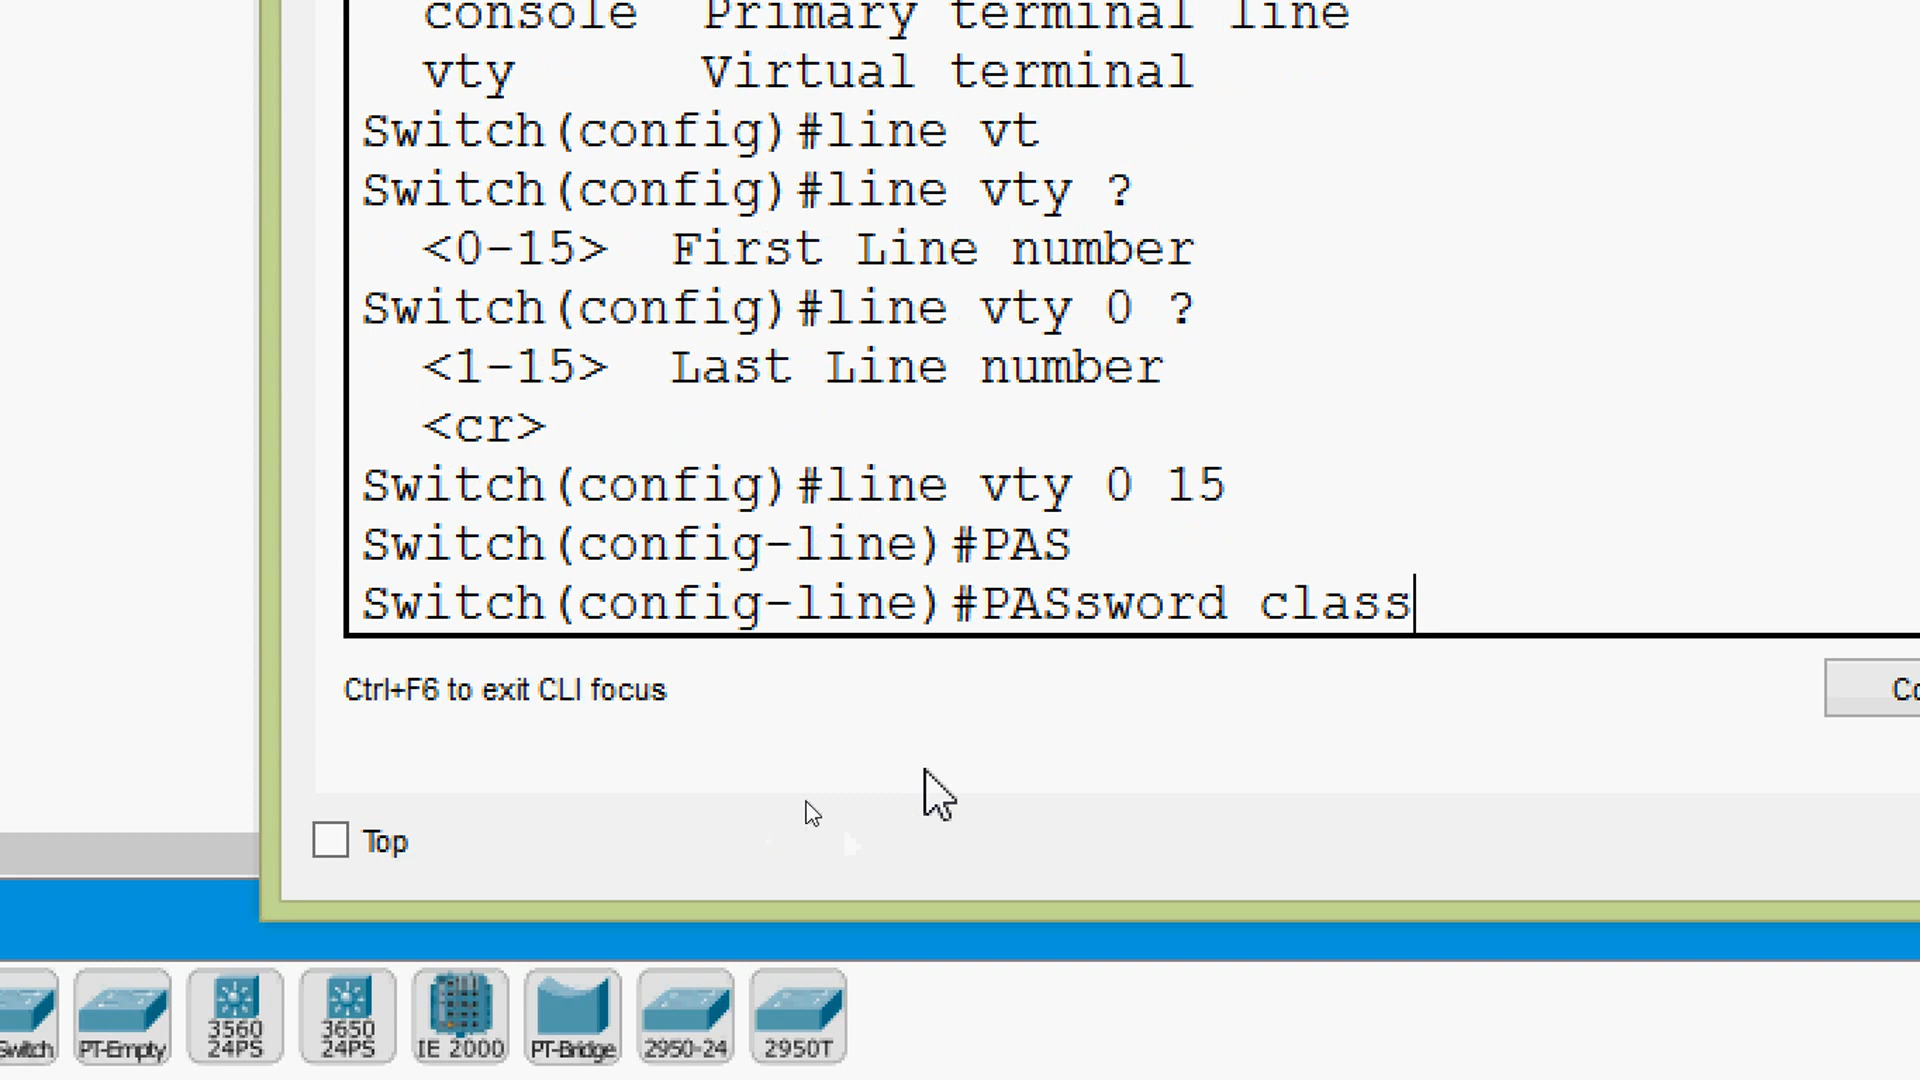 console  Primary terminal line
vty      Virtual terminal
Switch(config)#line vt
Switch(config)#line vty ?
<0-15>  First Line number
Switch(config)#line vty 0 ?
<1-15>  Last Line number
<cr>
Switch(config)#line vty 0 15
Switch(config-line)#PAS
Switch(config-line)#PASsword class
Ctrl+F6 to exit CLI focus
Co
Top
Switch
PT-Empty
3560
24PS
3650
24PS
IE 2000
PT-Bridge
2950-24
2950T